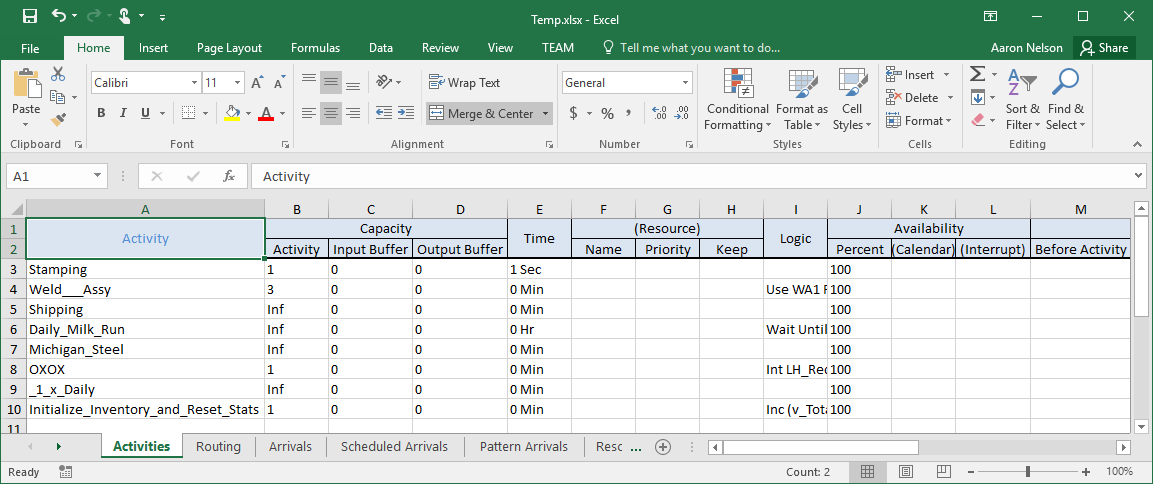 Temp.xlsx - Excel
File Home Insert Page Layout Formulas Data Review View TEAM Tell me what you want to do... Aaron Nelson Share
Paste Calibri 11 A A Wrap Text General Conditional Formatting Format as Table Cell Styles Insert Sort & Filter Find & Select
B I U A Merge & Center $ % , Delete
Format
Clipboard Font Alignment Number Styles Cells Editing
A1 fx Activity
A B C D E F G H I J K L M
1 Activity Capacity Time (Resource) Logic Availability
2 Activity Input Buffer Output Buffer Name Priority Keep Percent (Calendar) (Interrupt) Before Activity
3 Stamping 1 0 0 1 Sec 100
4 Weld___Assy 3 0 0 0 Min Use WA1 100
5 Shipping Inf 0 0 0 Min 100
6 Daily_Milk_Run Inf 0 0 0 Hr Wait Until 100
7 Michigan_Steel Inf 0 0 0 Min 100
8 OXOX 1 0 0 0 Min Int LH_Rec 100
9 _1_x_Daily Inf 0 0 0 Min 100
10 Initialize_Inventory_and_Reset_Stats 1 0 0 0 Min Inc (v_Tota 100
11
Activities Routing Arrivals Scheduled Arrivals Pattern Arrivals Resc ...
Ready Count: 2 100%